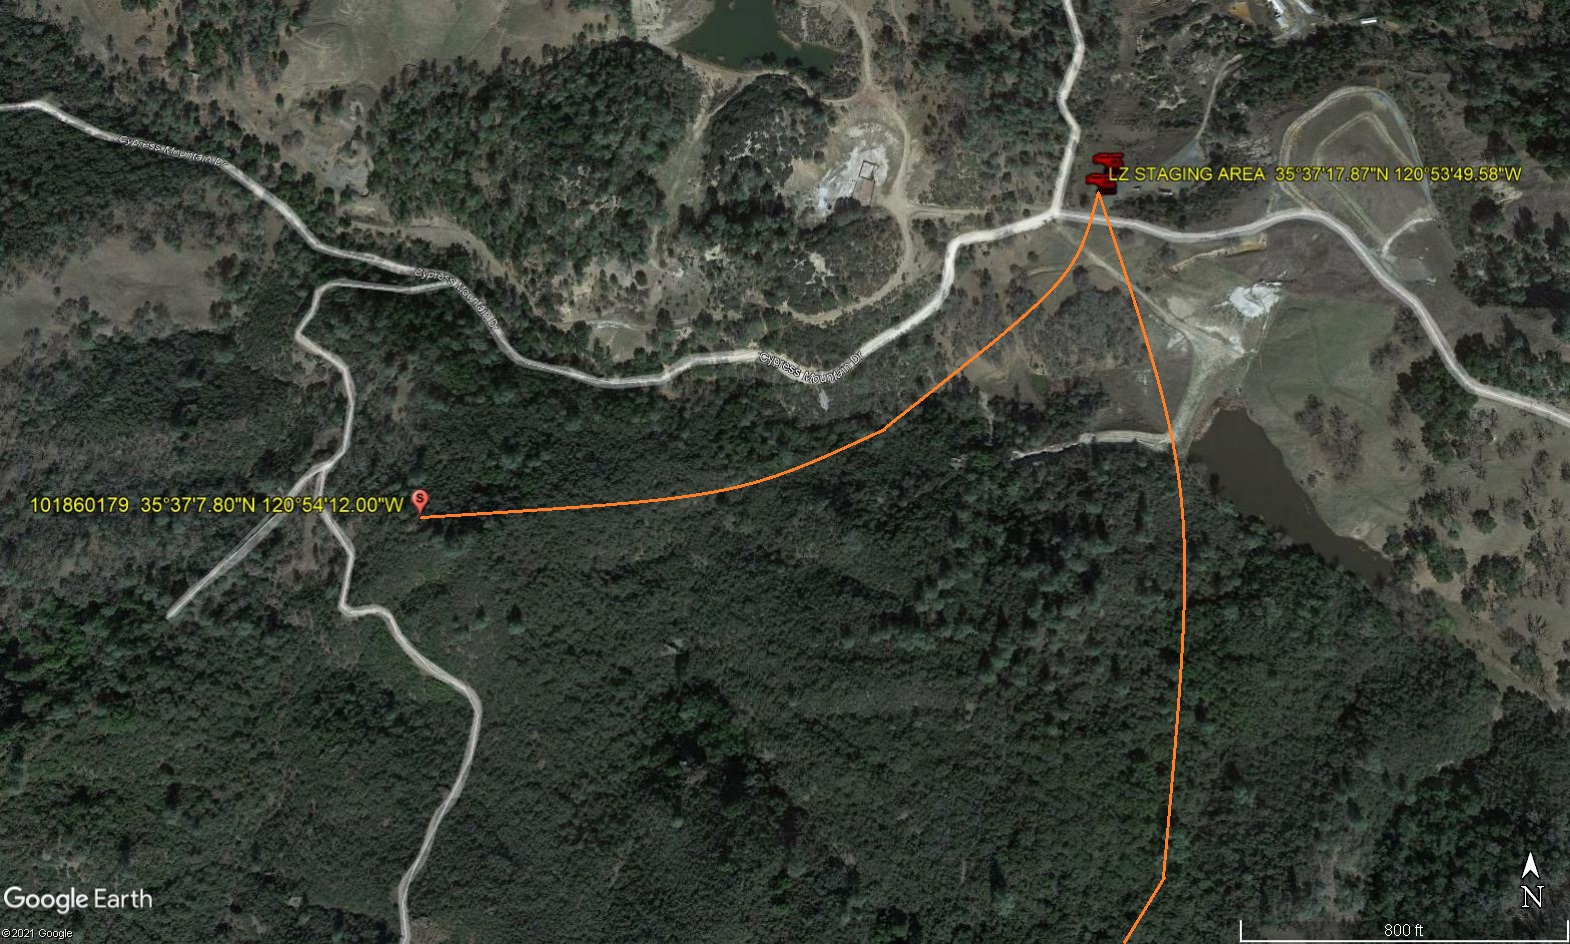 Cypress Mountain Dr
LZ STAGING AREA  35°37'17.87"N 120°53'49.58"W
Cypress Mountain Dr
Cypress Mountain Dr
S
101860179  35°37'7.80"N 120°54'12.00"W
Google Earth
N
©2021 Google
800 ft